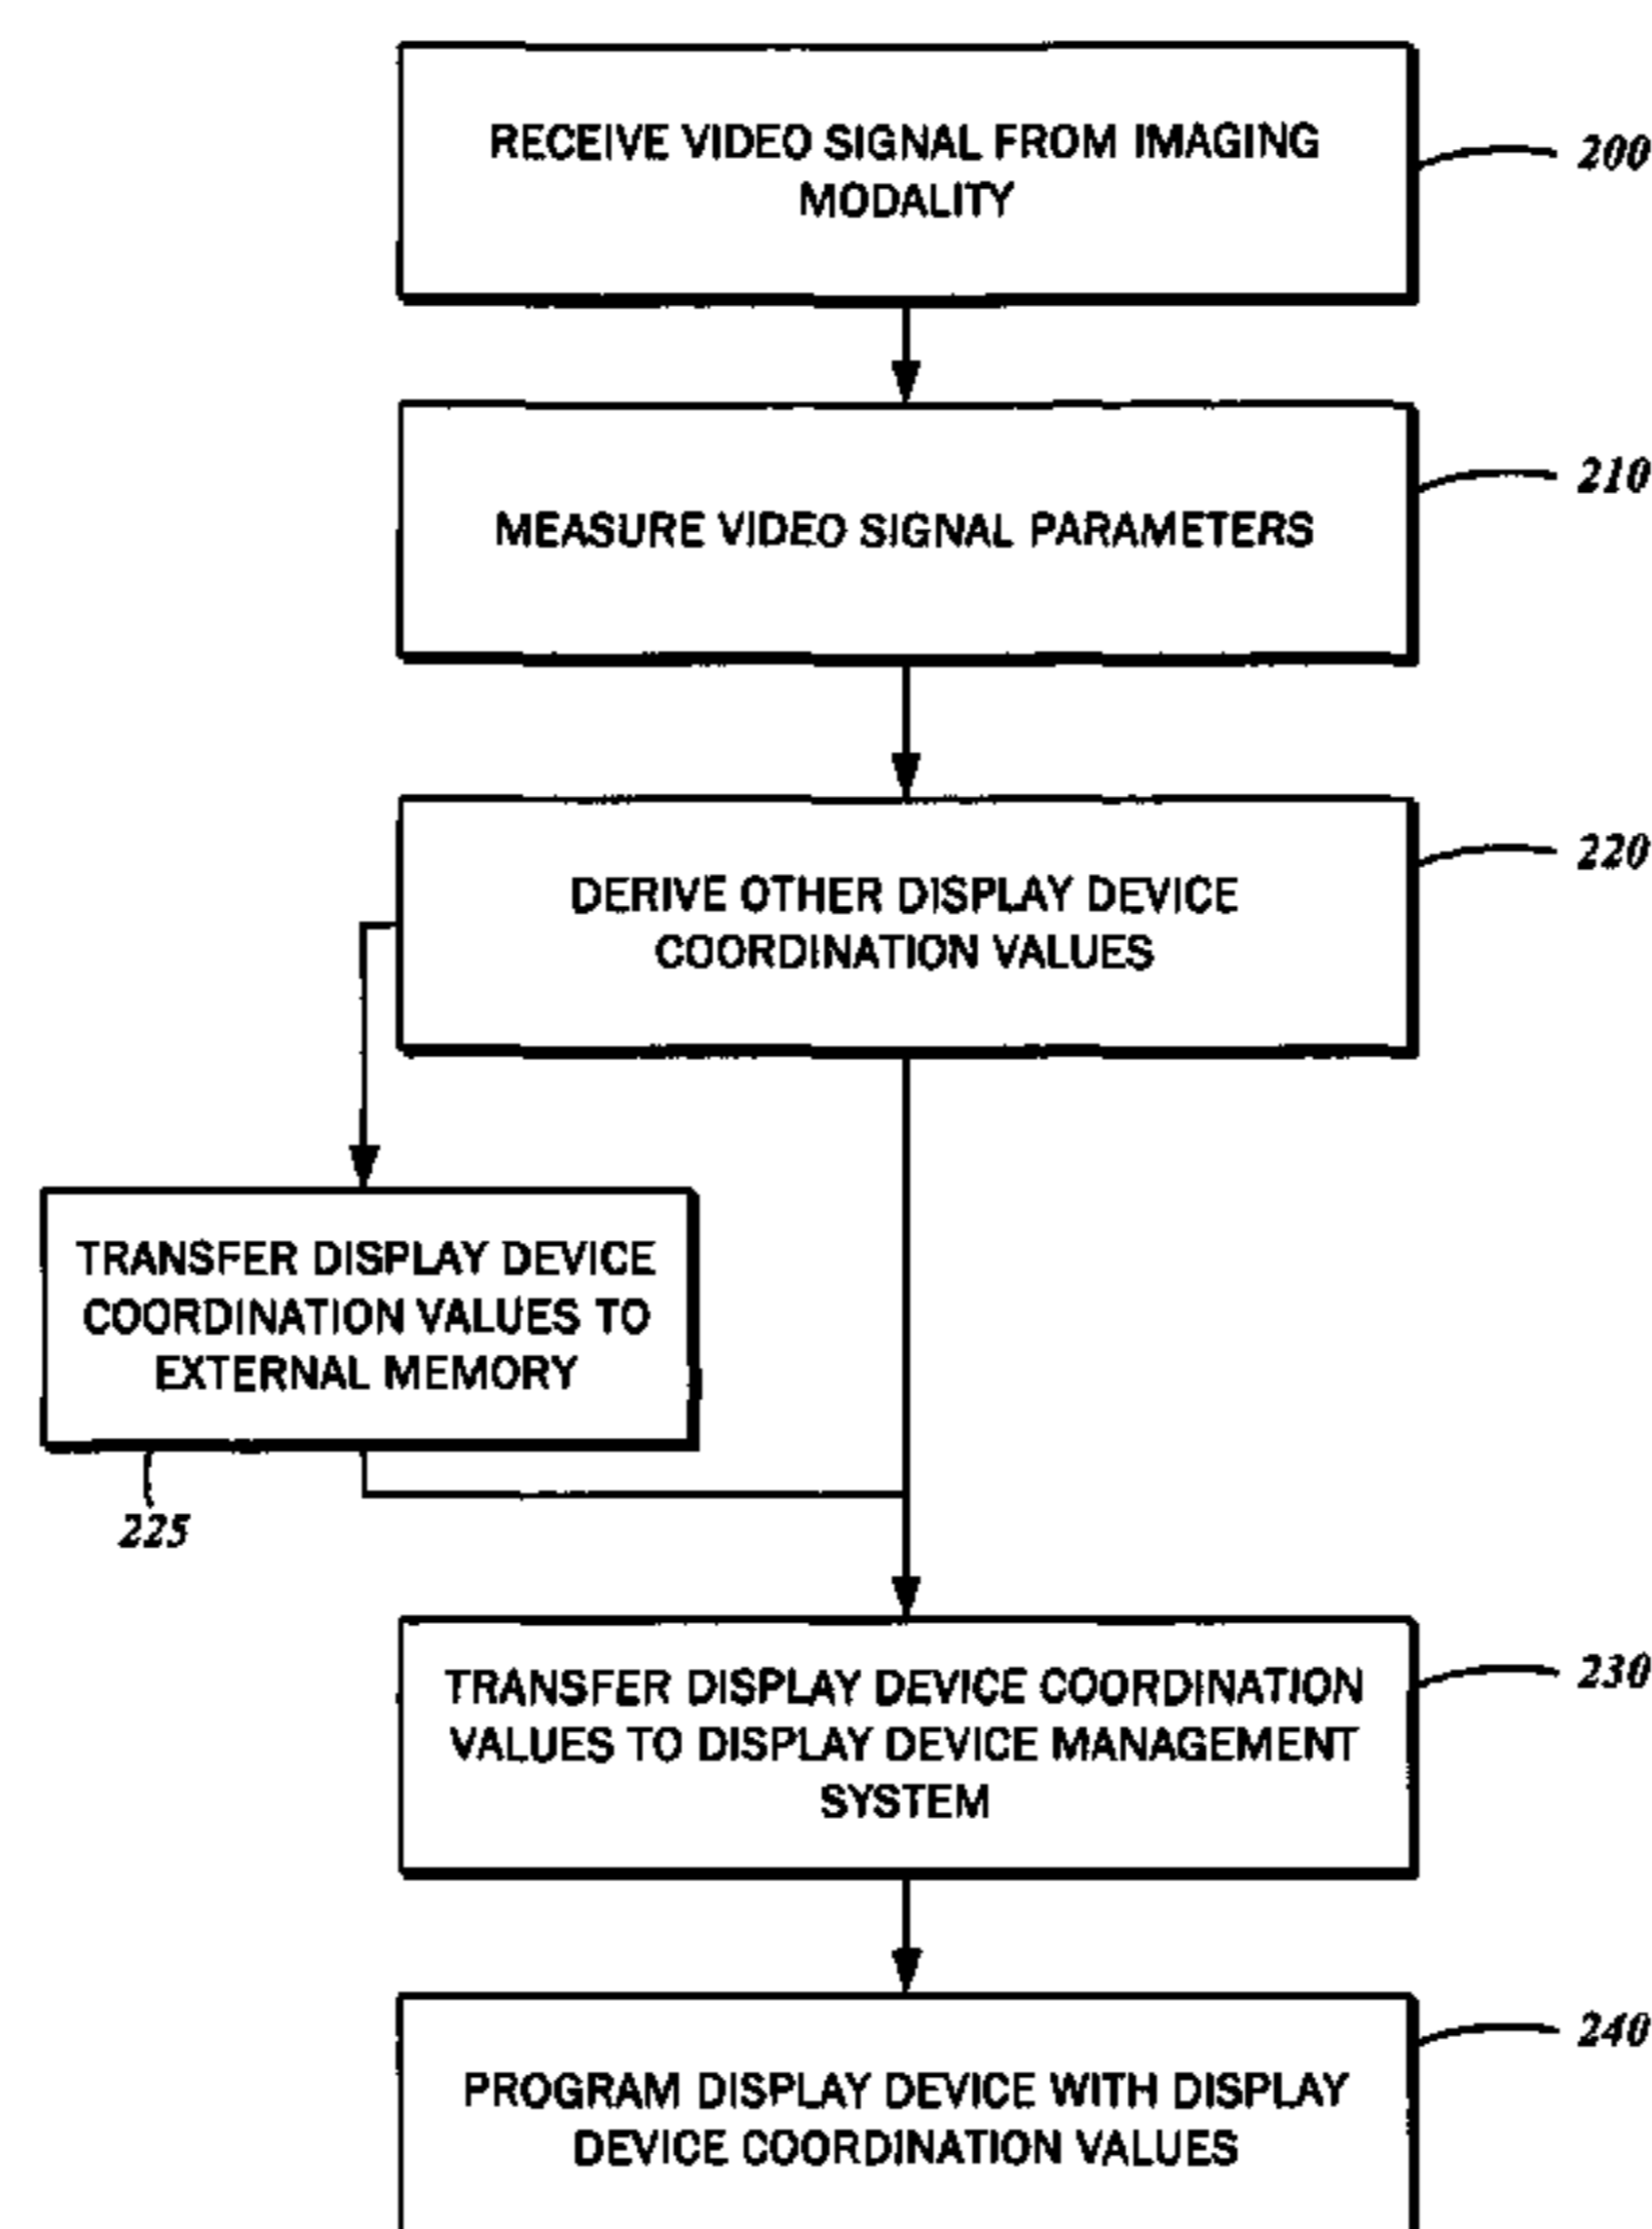 RECEIVE VIDEO SIGNAL FROM IMAGING
MODALITY
200
MEASURE VIDEO SIGNAL PARAMETERS
210
DERIVE OTHER DISPLAY DEVICE
COORDINATION VALUES
220
TRANSFER DISPLAY DEVICE
COORDINATION VALUES TO
EXTERNAL MEMORY
225
TRANSFER DISPLAY DEVICE COORDINATION
VALUES TO DISPLAY DEVICE MANAGEMENT
SYSTEM
230
PROGRAM DISPLAY DEVICE WITH DISPLAY
DEVICE COORDINATION VALUES
240